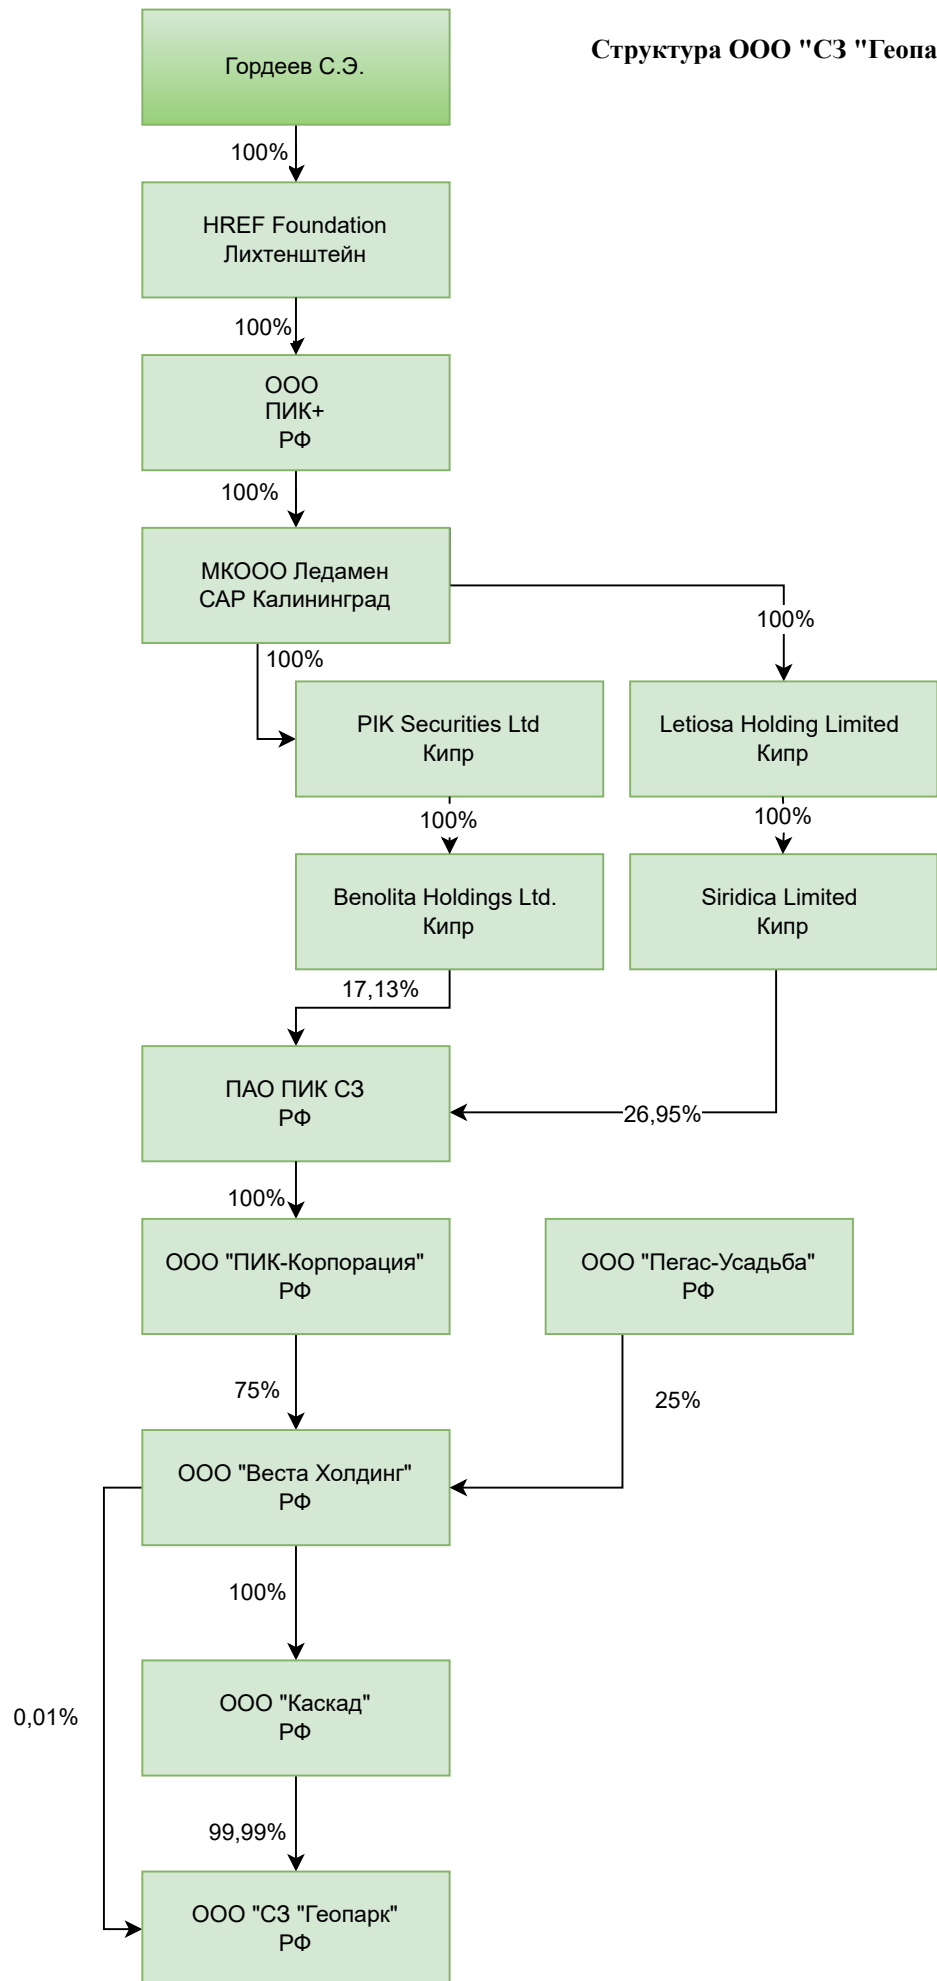 Структура ООО "СЗ "Геопа
Гордеев С.Э.
100%
HREF Foundation
Лихтенштейн
100%
ООО
ПИК+
РФ
100%
МКООО Ледамен
САР Калининград
100%
100%
PIK Securities Ltd
Кипр
Letiosa Holding Limited
Кипр
100%
100%
Benolita Holdings Ltd.
Кипр
Siridica Limited
Кипр
17,13%
ПАО ПИК СЗ
РФ
26,95%
100%
ООО "ПИК-Корпорация"
РФ
ООО "Пегас-Усадьба"
РФ
75%
25%
ООО "Веста Холдинг"
РФ
100%
ООО "Каскад"
РФ
0,01%
99,99%
ООО "СЗ "Геопарк"
РФ